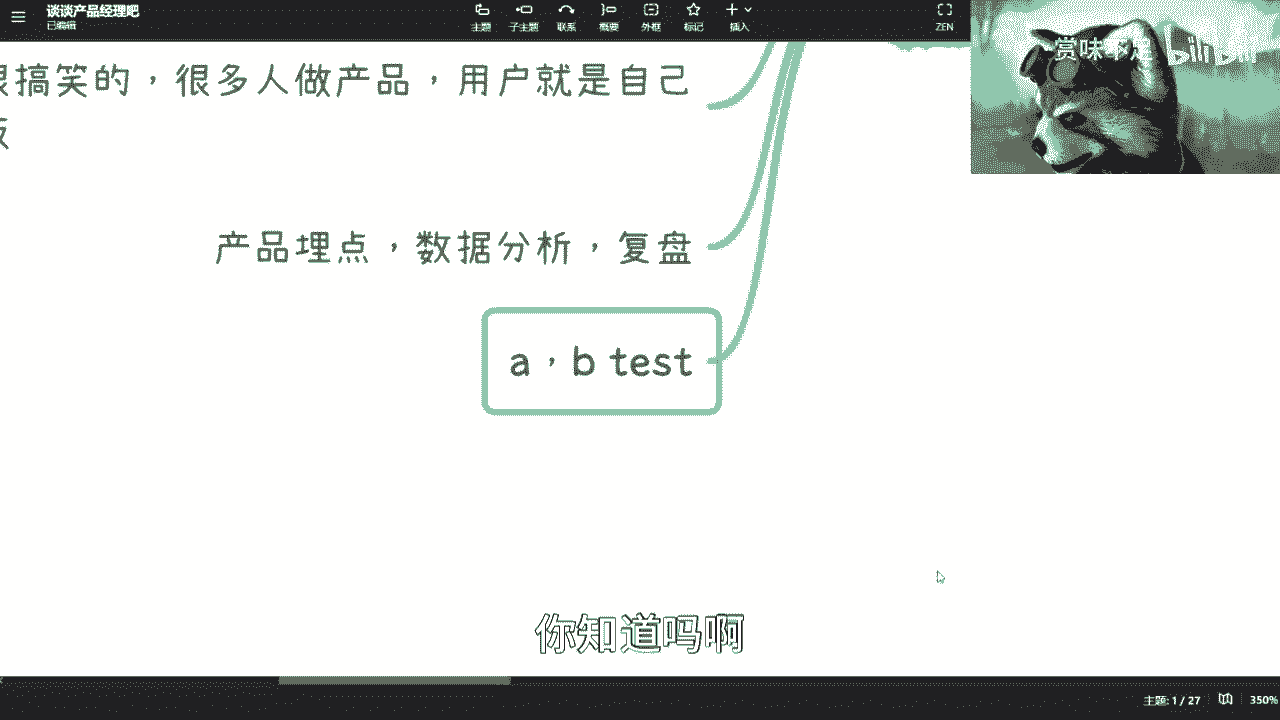 谈谈产品经理吧
已编辑
主题 子主题 联系 概要 外框 标记 插入 ZEN
赏味不足
bilibili
很搞笑的，很多人做产品，用户就是自己
产品埋点，数据分析，复盘
a，b test
你知道吗啊
主题: 1 / 27 350%